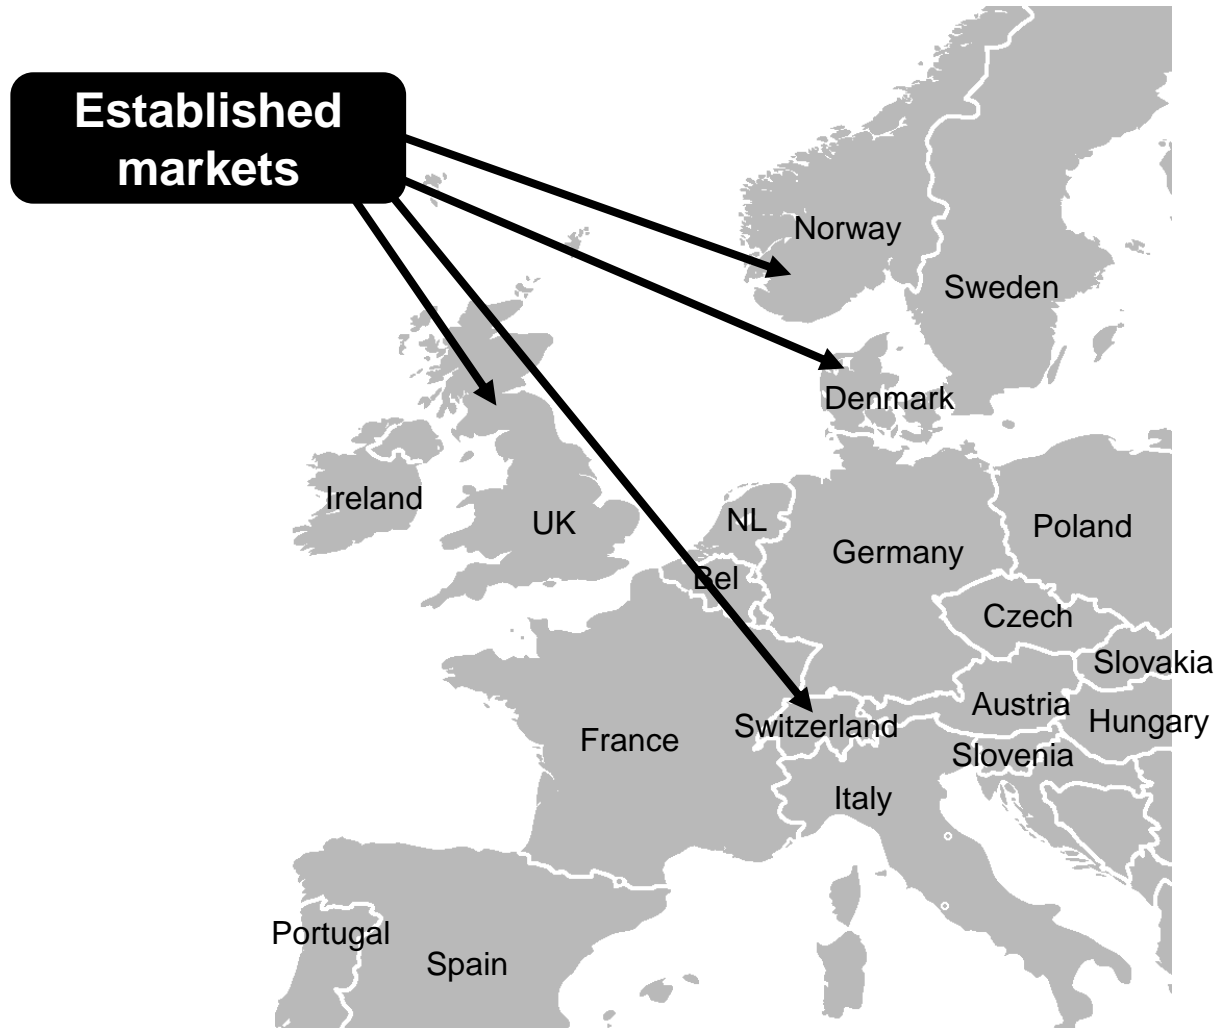 Established
markets
Norway
Sweden
Denmark
Ireland
UK
NL
Poland
Germany
Bel
Czech
Slovakia
Austria
Hungary
Switzerland
France
Slovenia
Italy
Portugal
Spain